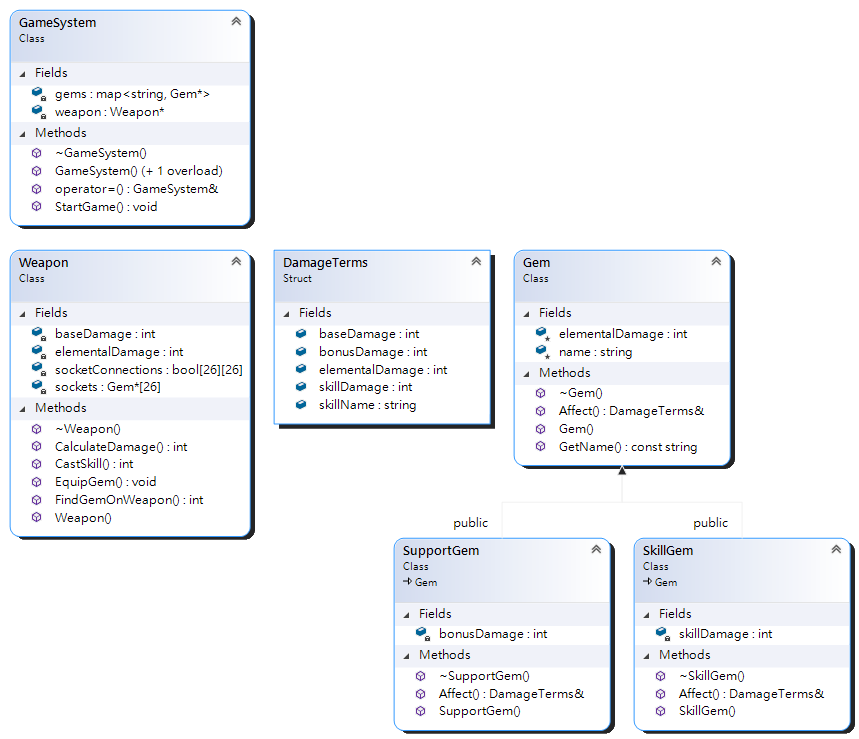 GameSystem
Class
Fields
gems : map<string, Gem*>
weapon : Weapon*
Methods
~GameSystem()
GameSystem() (+ 1 overload)
operator=() : GameSystem&
StartGame() : void
Weapon
Class
Fields
baseDamage : int
elementalDamage : int
socketConnections : bool[26][26]
sockets : Gem*[26]
Methods
~Weapon()
CalculateDamage() : int
CastSkill() : int
EquipGem() : void
FindGemOnWeapon() : int
Weapon()
DamageTerms
Struct
Fields
baseDamage : int
bonusDamage : int
elementalDamage : int
skillDamage : int
skillName : string
Gem
Class
Fields
elementalDamage : int
name : string
Methods
~Gem()
Affect() : DamageTerms&
Gem()
GetName() : const string
public
public
SupportGem
Class
Gem
Fields
bonusDamage : int
Methods
~SupportGem()
Affect() : DamageTerms&
SupportGem()
SkillGem
Class
Gem
Fields
skillDamage : int
Methods
~SkillGem()
Affect() : DamageTerms&
SkillGem()